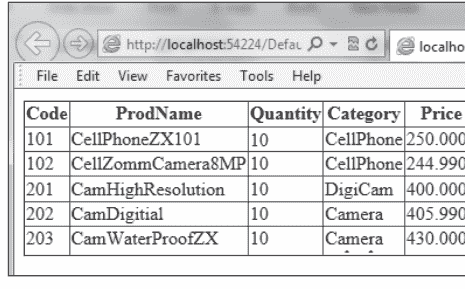 http://localhost:54224/Defau
localho
File Edit View Favorites Tools Help
Code ProdName Quantity Category Price
101 CellPhoneZX101 10 CellPhone 250.000
102 CellZommCamera8MP 10 CellPhone 244.990
201 CamHighResolution 10 DigiCam 400.000
202 CamDigitial 10 Camera 405.990
203 CamWaterProofZX 10 Camera 430.000